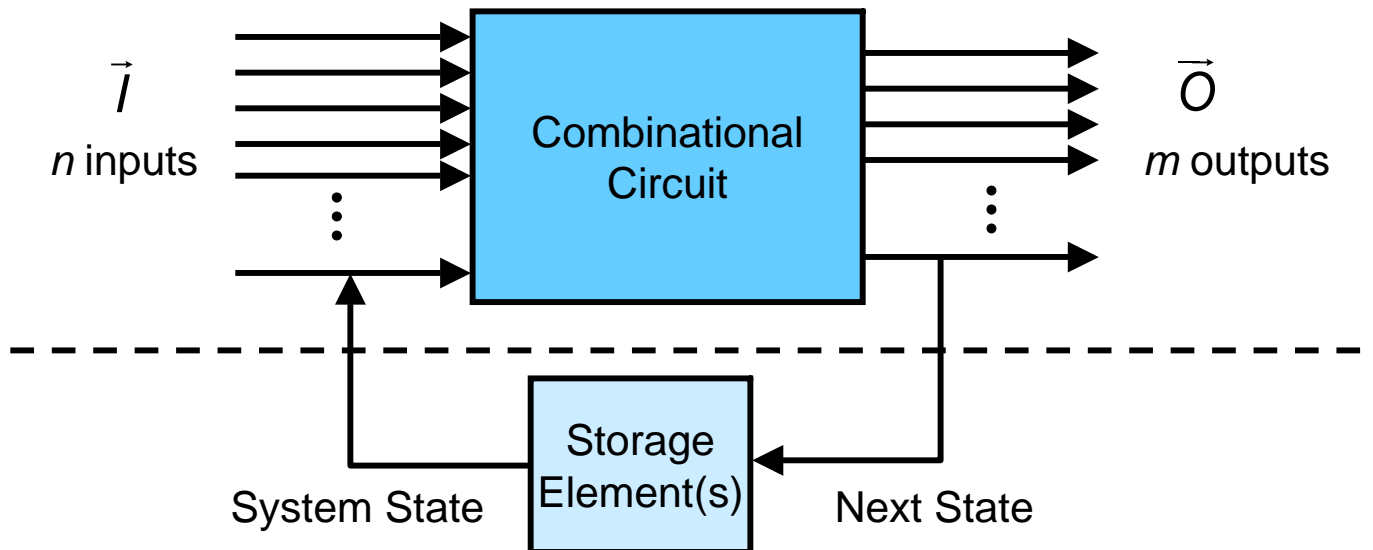 I
n inputs
Combinational
Circuit
O
m outputs
Storage
Element(s)
System State
Next State